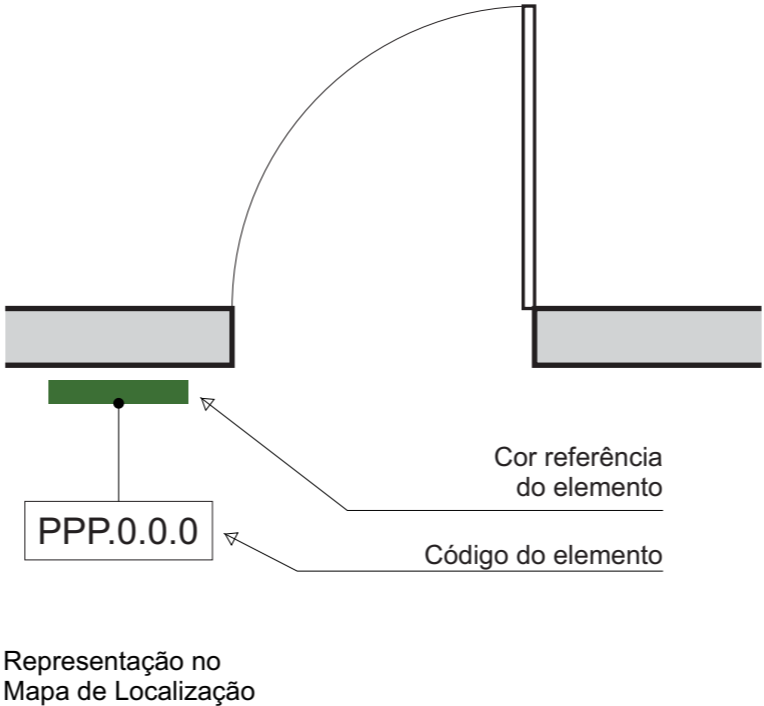 Cor referência
do elemento
PPP.0.0.0
Código do elemento
Representação no
Mapa de Localização